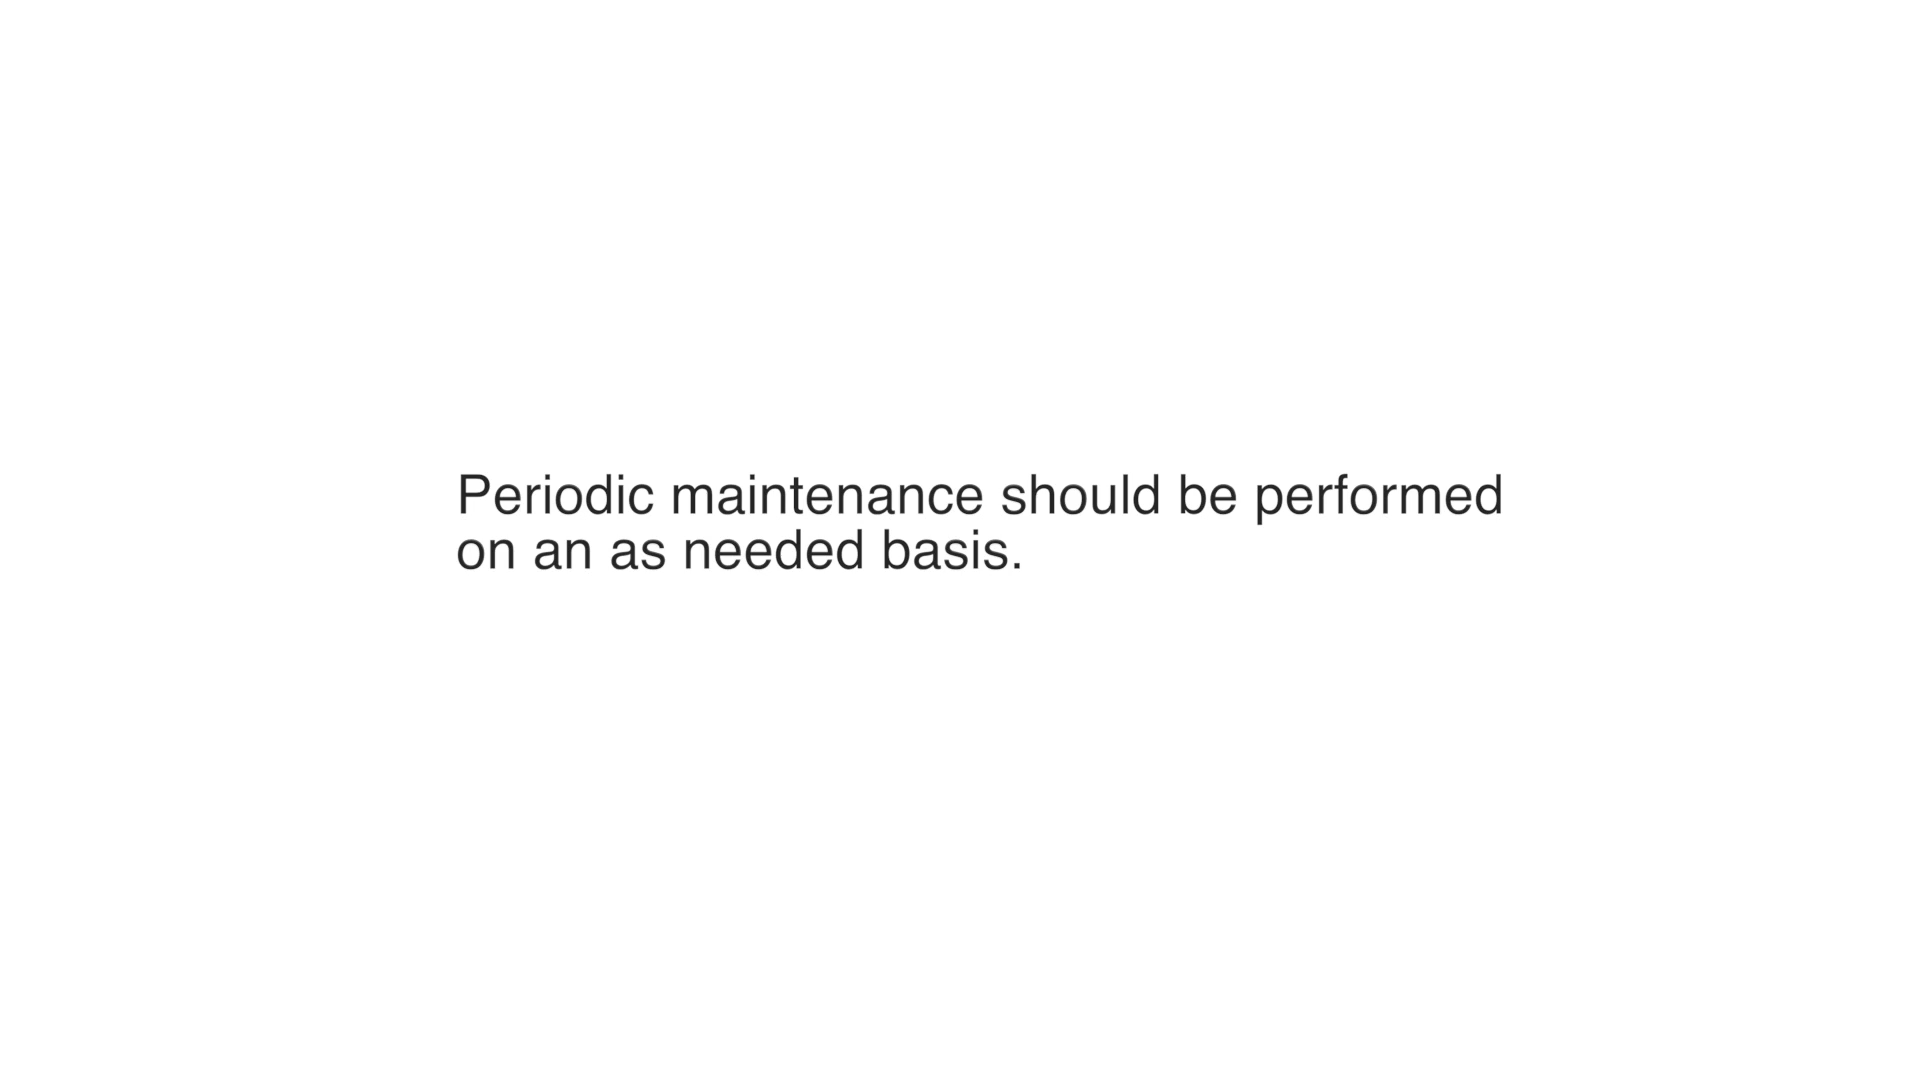 Periodic maintenance should be performed
on an as needed basis.